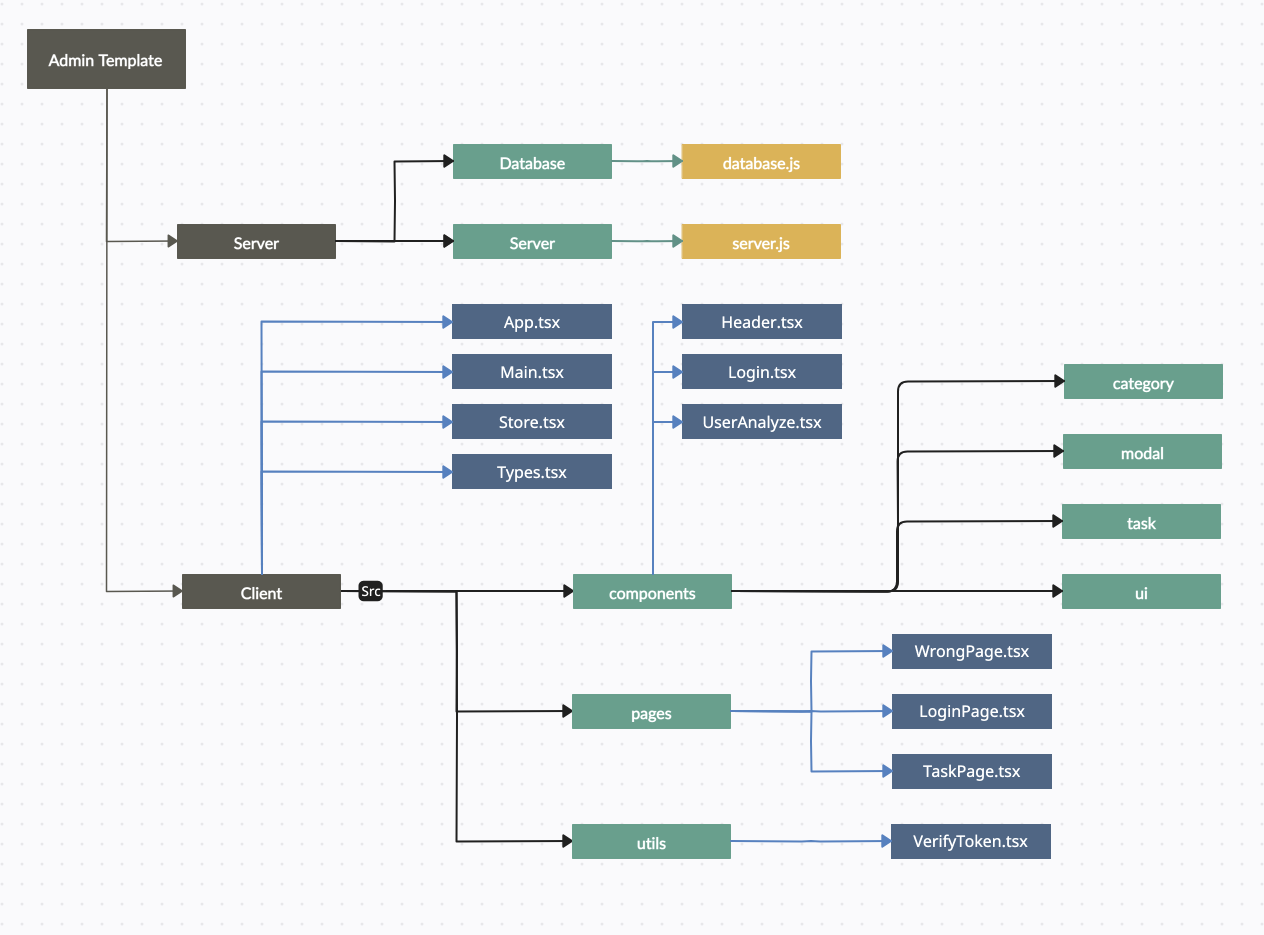 Admin Template
Database
database.js
Server
Server
server.js
App.tsx
Header.tsx
Main.tsx
Login.tsx
category
Store.tsx
UserAnalyze.tsx
modal
Types.tsx
task
Client
Src
components
ui
WrongPage.tsx
pages
LoginPage.tsx
TaskPage.tsx
utils
VerifyToken.tsx